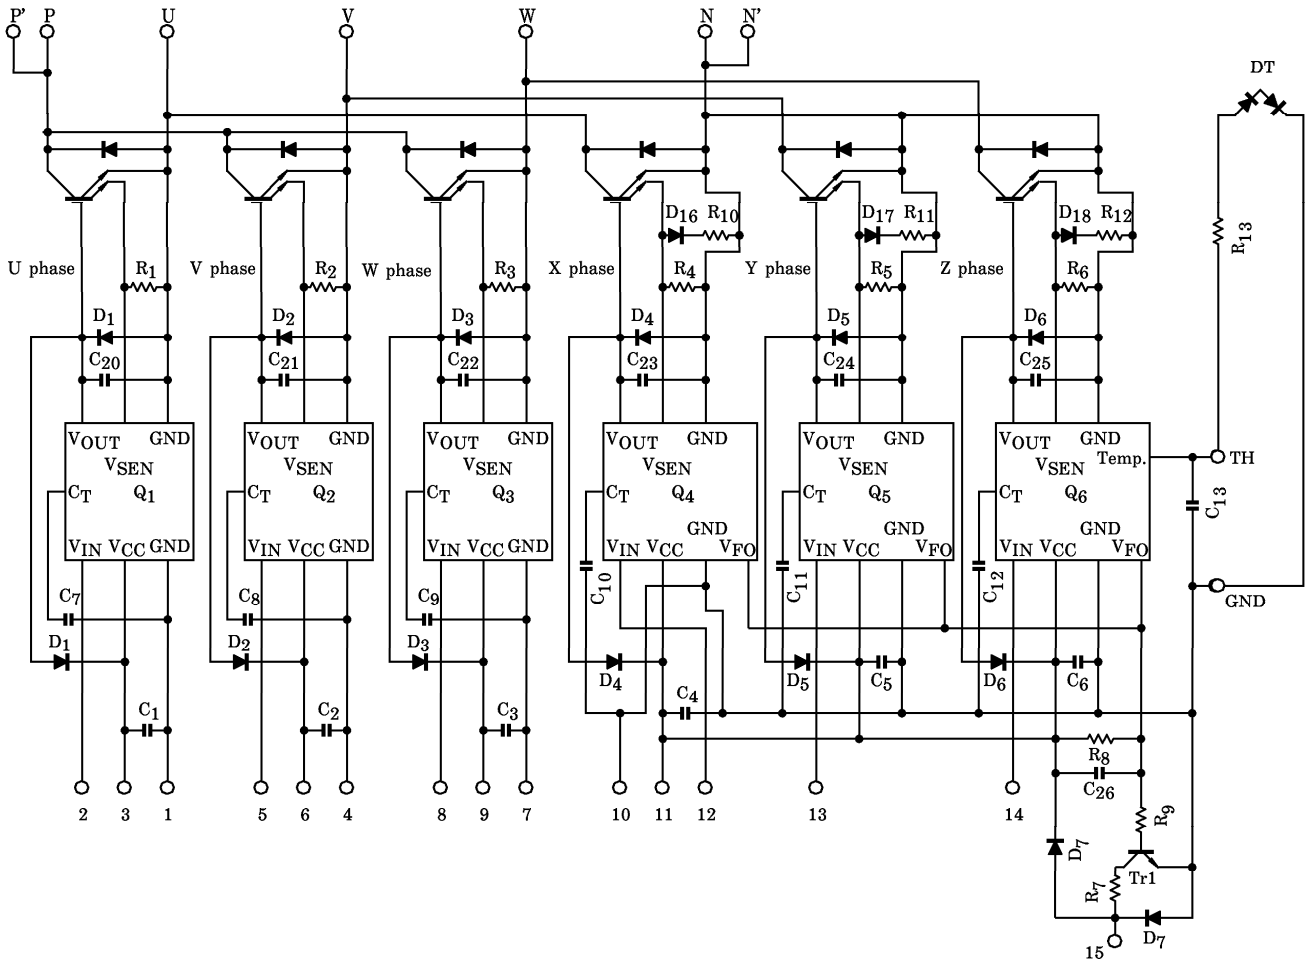 P' P U V W N N'
DT
D16 R10 D17 R11 D18 R12
R13
U phase R1 V phase R2 W phase R3 X phase R4 Y phase R5 Z phase R6
D1 D2 D3 D4 D5 D6
C20 C21 C22 C23 C24 C25
VOUT GND VOUT GND VOUT GND VOUT GND VOUT GND VOUT GND
VSEN VSEN VSEN VSEN VSEN VSEN Temp. TH
CT Q1 CT Q2 CT Q3 CT Q4 CT Q5 CT Q6
C13
GND GND GND
VIN VCC GND VIN VCC GND VIN VCC GND VIN VCC VFO VIN VCC VFO VIN VCC VFO
C10 C11 C12
C7 C8 C9 GND
D1 D2 D3
D4 D5 C5 D6 C6
C4
C1 C2 C3
R8
C26
2 3 1 5 6 4 8 9 7 10 11 12 13 14
R9
D7
Tr1
R7
D7
15